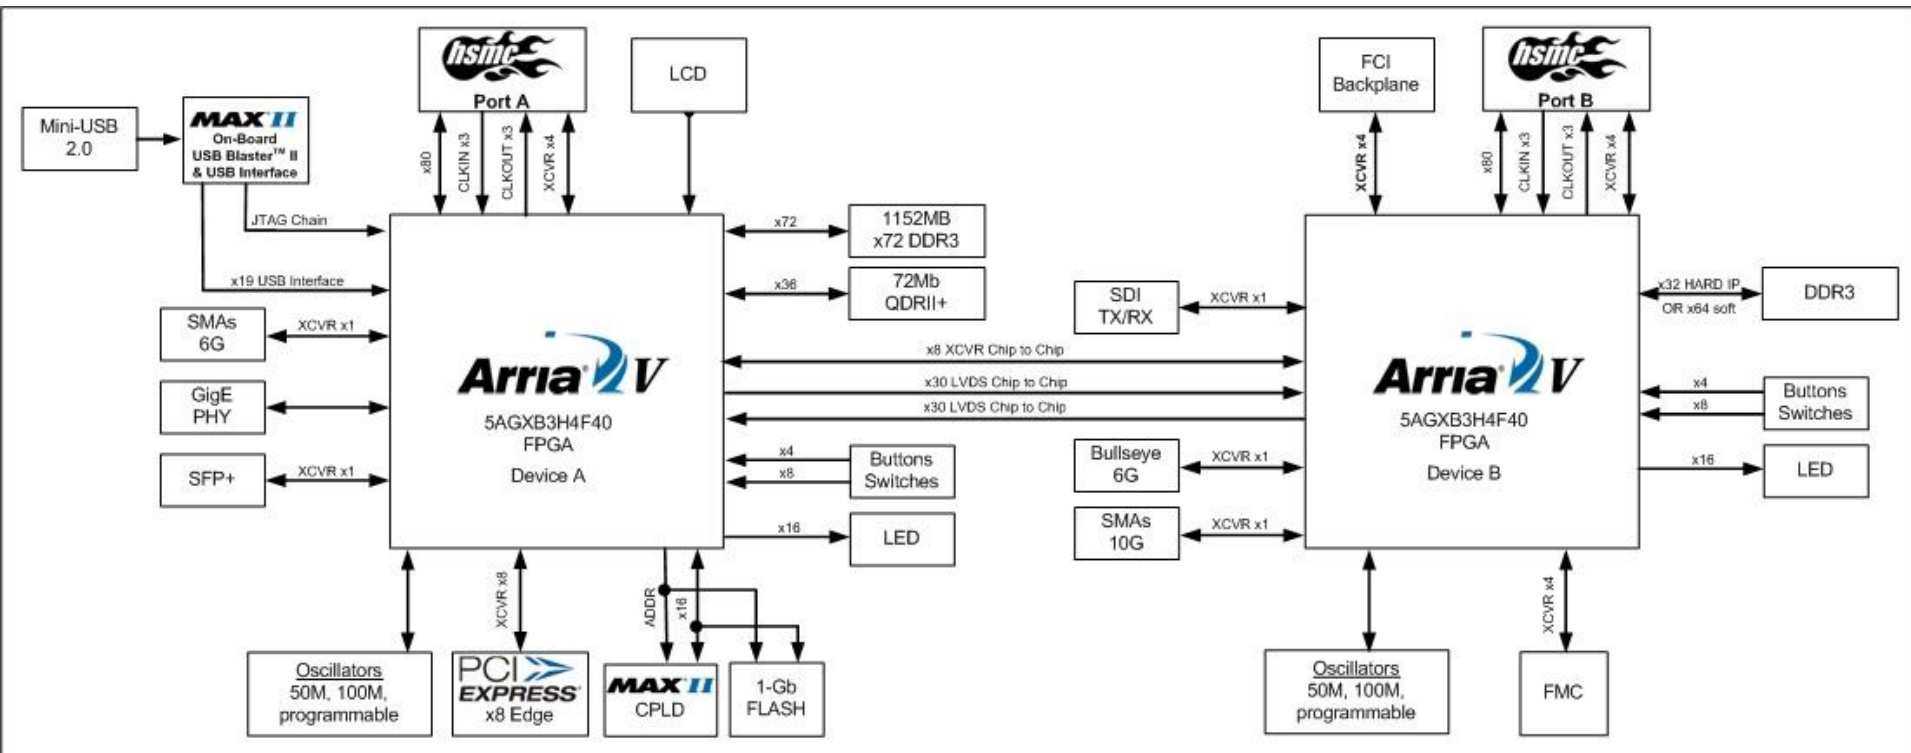 hsmc
Port A
LCD
FCI
Backplane
hsmc
Port B
Mini-USB
2.0
MAX II
On-Board
USB Blaster™ II
& USB Interface
x80
CLKIN x3
CLKOUT x3
XCVR x4
XCVR x4
x80
CLKIN x3
CLKOUT x3
XCVR x4
JTAG Chain
x19 USB Interface
SMAs
6G
XCVR x1
GigE
PHY
SFP+
XCVR x1
Arria V
5AGXB3H4F40
FPGA
Device A
x72
1152MB
x72 DDR3
x36
72Mb
QDRII+
x8 XCVR Chip to Chip
x30 LVDS Chip to Chip
x30 LVDS Chip to Chip
x4
x8
Buttons
Switches
x16
LED
SDI
TX/RX
XCVR x1
Bullseye
6G
XCVR x1
SMAs
10G
XCVR x1
Arria V
5AGXB3H4F40
FPGA
Device B
x32 HARD IP
OR x64 soft
DDR3
x4
x8
Buttons
Switches
x16
LED
XCVR x8
ADDR
x16
XCVR x4
Oscillators
50M, 100M,
programmable
PCI
EXPRESS
x8 Edge
MAX II
CPLD
1-Gb
FLASH
Oscillators
50M, 100M,
programmable
FMC